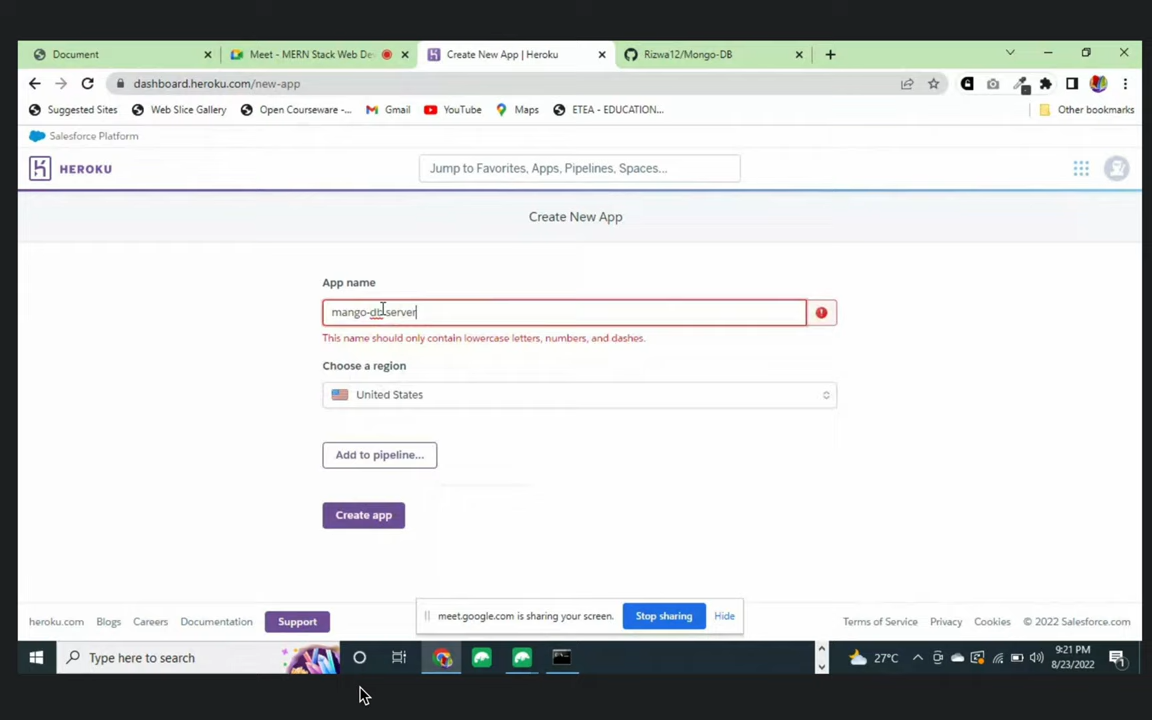 Document
Meet - MERN Stack Web De
Create New App | Heroku
Rizwa12/Mongo-DB
dashboard.heroku.com/new-app
Suggested Sites
Web Slice Gallery
Open Courseware -...
Gmail
YouTube
Maps
ETEA - EDUCATION...
Other bookmarks
Salesforce Platform
HEROKU
Jump to Favorites, Apps, Pipelines, Spaces...
Create New App
App name
mango-db server
This name should only contain lowercase letters, numbers, and dashes.
Choose a region
United States
Add to pipeline...
Create app
meet.google.com is sharing your screen.
Stop sharing
Hide
heroku.com
Blogs
Careers
Documentation
Support
Terms of Service
Privacy
Cookies
© 2022 Salesforce.com
Type here to search
27°C
9:21 PM
8/23/2022
1